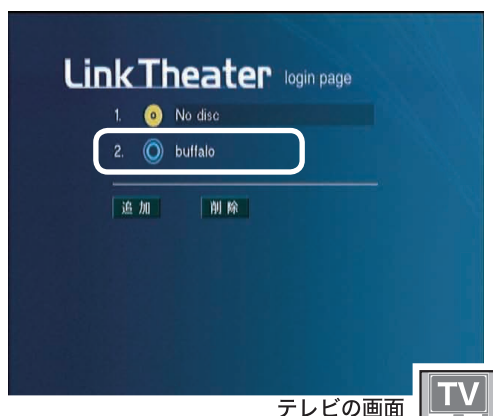 LinkTheater login page
1. No disc
2. buffalo
追加 削除
テレビの画面 TV